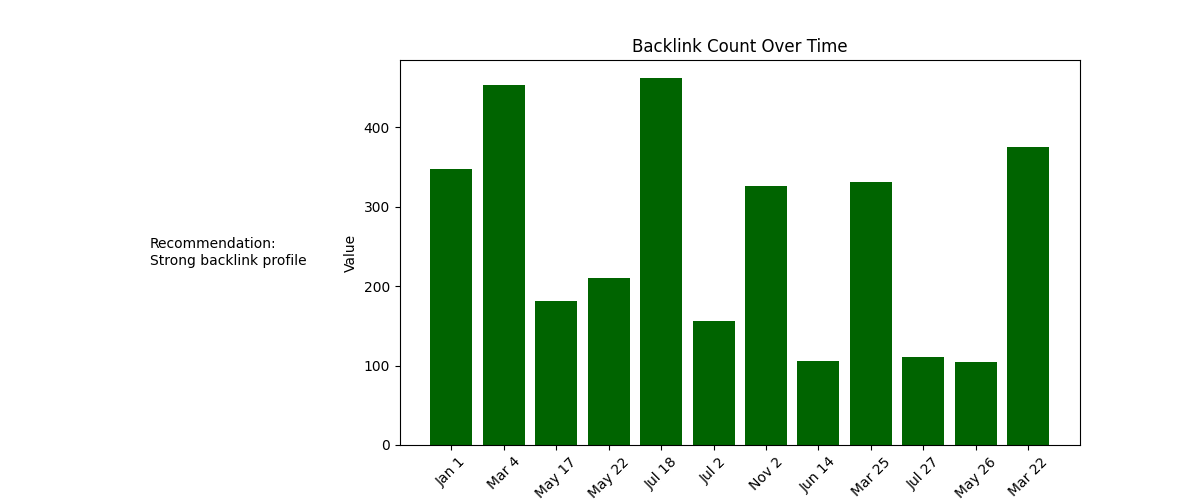 Backlink Count Over Time
Recommendation:
Strong backlink profile
Value
400
300
200
100
0
Jan 1
Mar 4
May 17
May 22
Jul 18
Jul 2
Nov 2
Jun 14
Mar 25
Jul 27
May 26
Mar 22